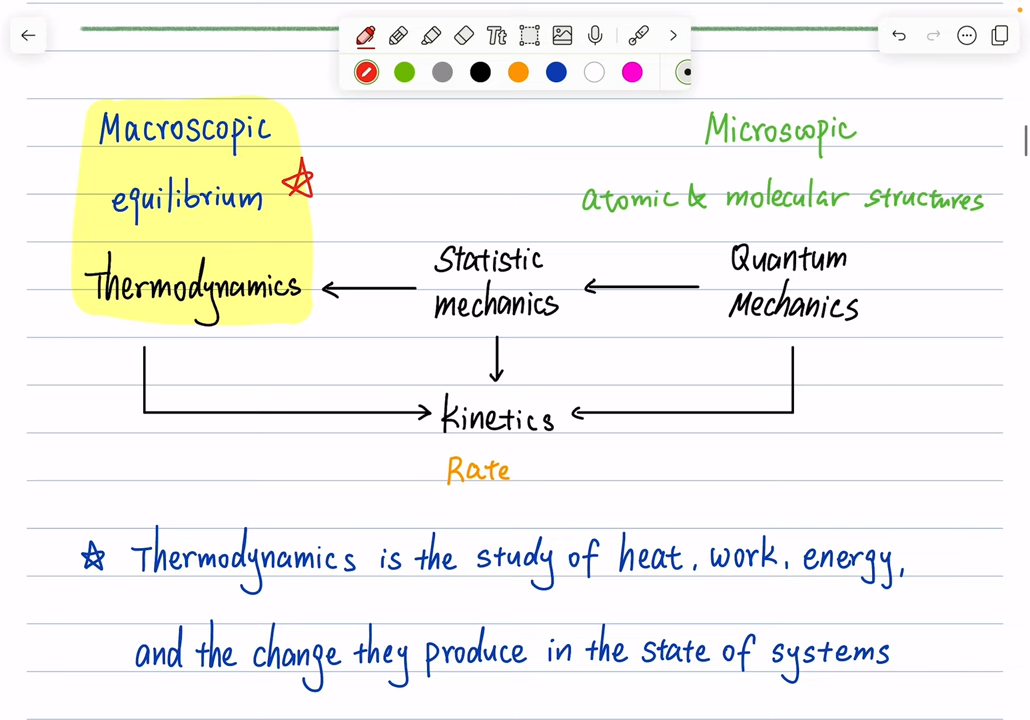 Tt
Macroscopic
equilibrium
Thermodynamics
Statistic
mechanics
Microscopic
atomic & molecular structures
Quantum
Mechanics
Kinetics
Rate
Thermodynamics is the study of heat, work, energy,
and the change they produce in the state of systems